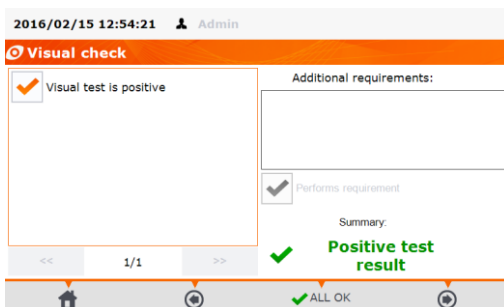 2016/02/15 12:54:21 Admin
Visual check
Visual test is positive
Additional requirements:
Performs requirement
Summary:
Positive test
result
<< 1/1 >>
ALL OK